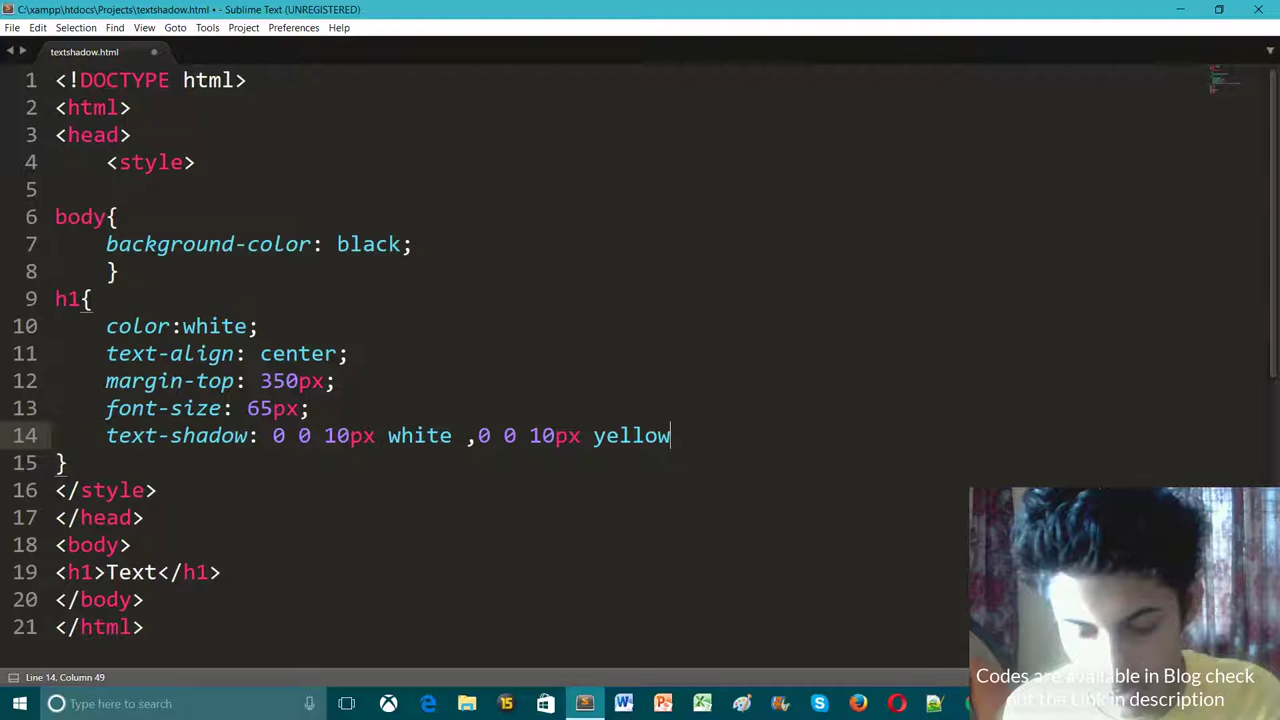 C:\xampp\htdocs\Projects\textshadow.html • - Sublime Text (UNREGISTERED)
File Edit Selection Find View Goto Tools Project Preferences Help
textshadow.html
1 <!DOCTYPE html>
2 <html>
3 <head>
4 <style>
5
6 body{
7 background-color: black;
8 }
9 h1{
10 color:white;
11 text-align: center;
12 margin-top: 350px;
13 font-size: 65px;
14 text-shadow: 0 0 10px white ,0 0 10px yellow
15 }
16 </style>
17 </head>
18 <body>
19 <h1>Text</h1>
20 </body>
21 </html>
Codes are available in Blog check
out the Link in description
Line 14, Column 49
Type here to search